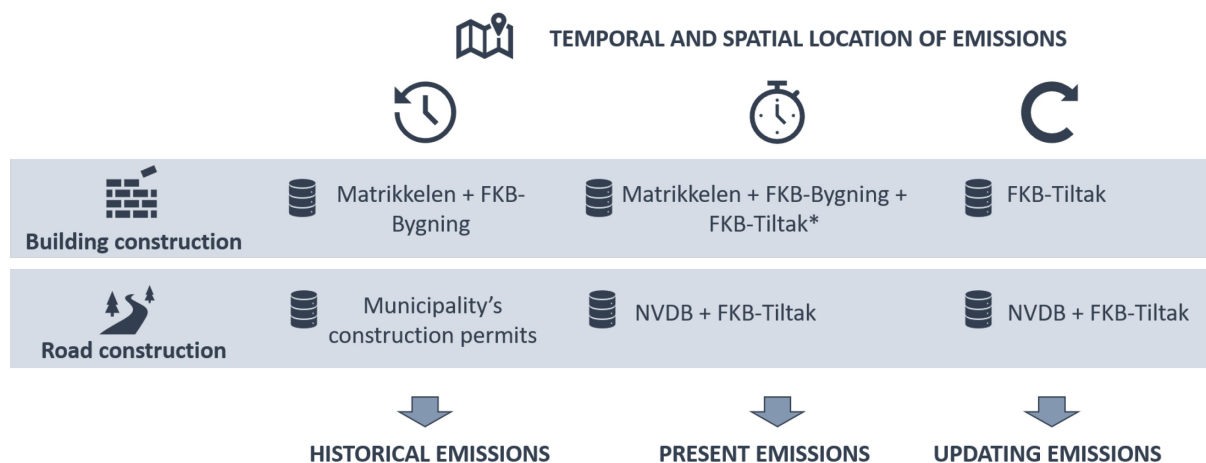 TEMPORAL AND SPATIAL LOCATION OF EMISSIONS
Building construction
Matrikkelen + FKB-
Bygning
Matrikkelen + FKB-Bygning +
FKB-Tiltak*
FKB-Tiltak
Road construction
Municipality’s
construction permits
NVDB + FKB-Tiltak
NVDB + FKB-Tiltak
HISTORICAL EMISSIONS
PRESENT EMISSIONS
UPDATING EMISSIONS